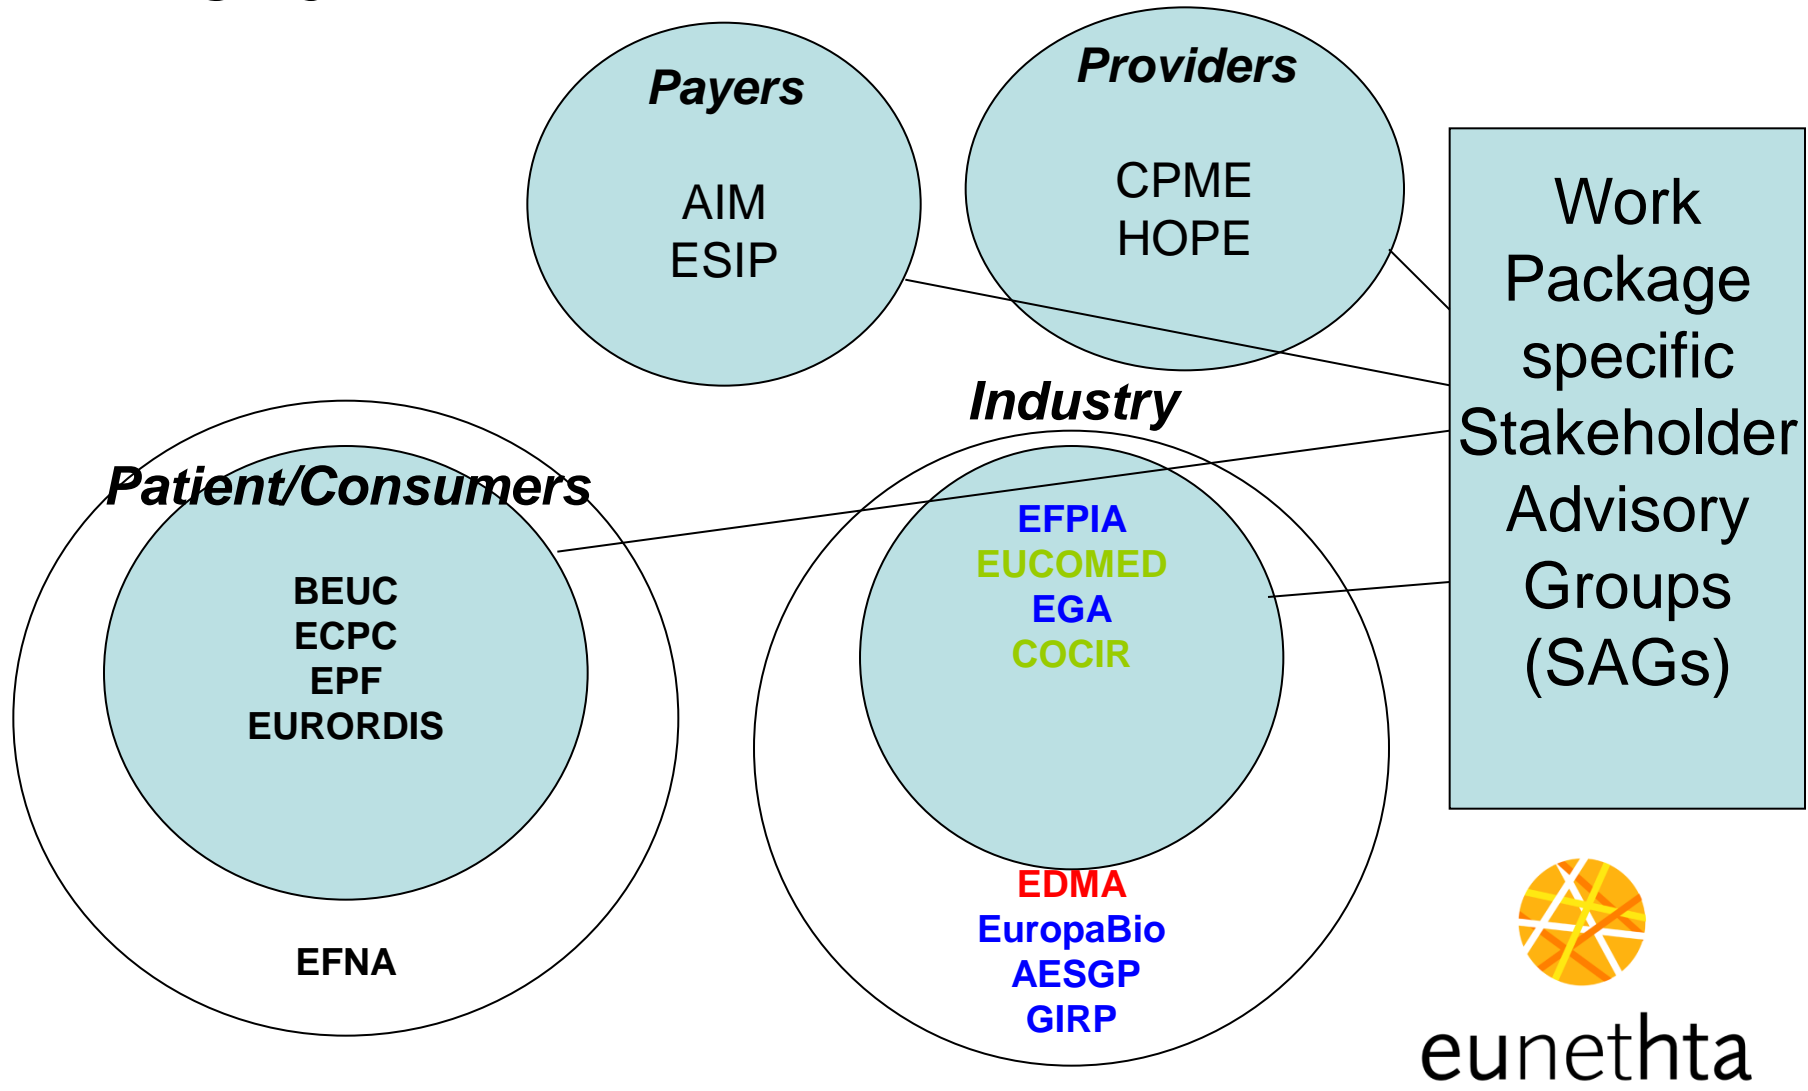 Payers
AIM
ESIP
Providers
CPME
HOPE
Work
Package
specific
Stakeholder
Advisory
Groups
(SAGs)
Patient/Consumers
BEUC
ECPC
EPF
EURORDIS
EFNA
Industry
EFPIA
EUCOMED
EGA
COCIR
EDMA
EuropaBio
AESGP
GIRP
eunethta